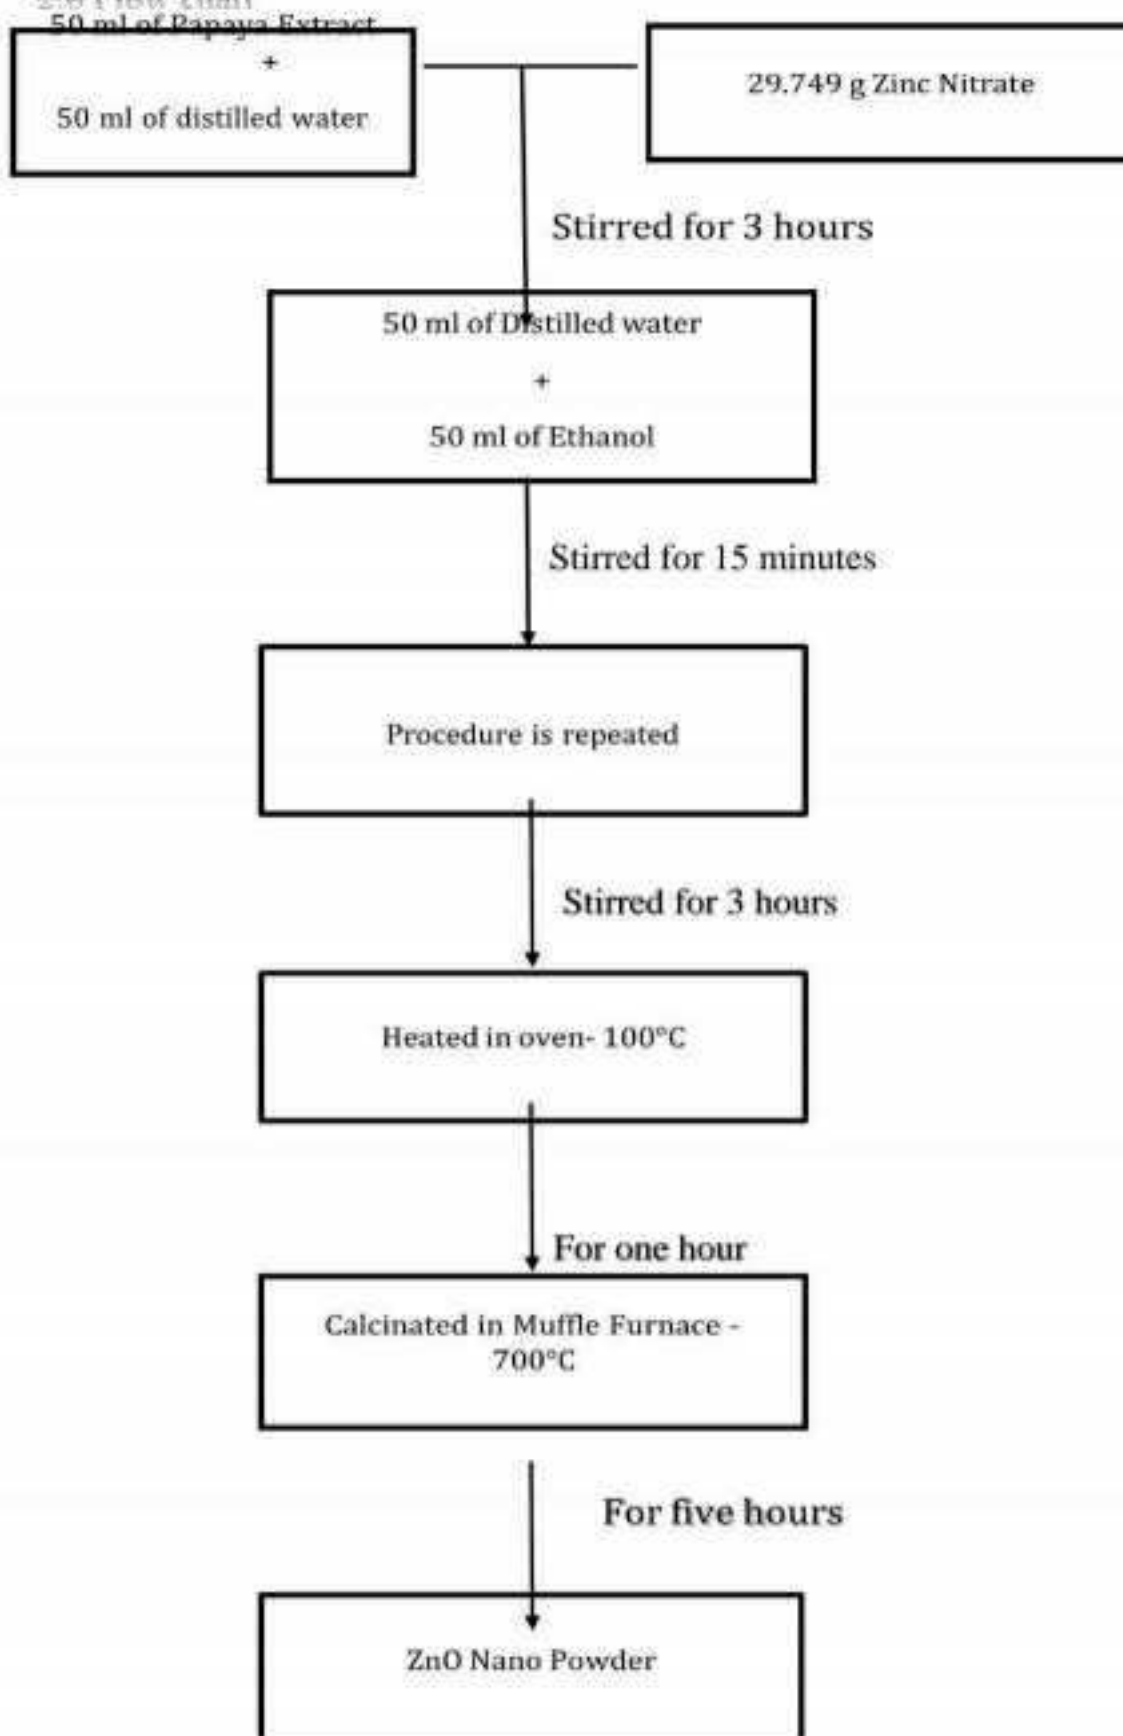 50 ml of Papaya Extract
+
50 ml of distilled water
29.749 g Zinc Nitrate
Stirred for 3 hours
50 ml of Distilled water
+
50 ml of Ethanol
Stirred for 15 minutes
Procedure is repeated
Stirred for 3 hours
Heated in oven- 100°C
For one hour
Calcinated in Muffle Furnace -
700°C
For five hours
ZnO Nano Powder